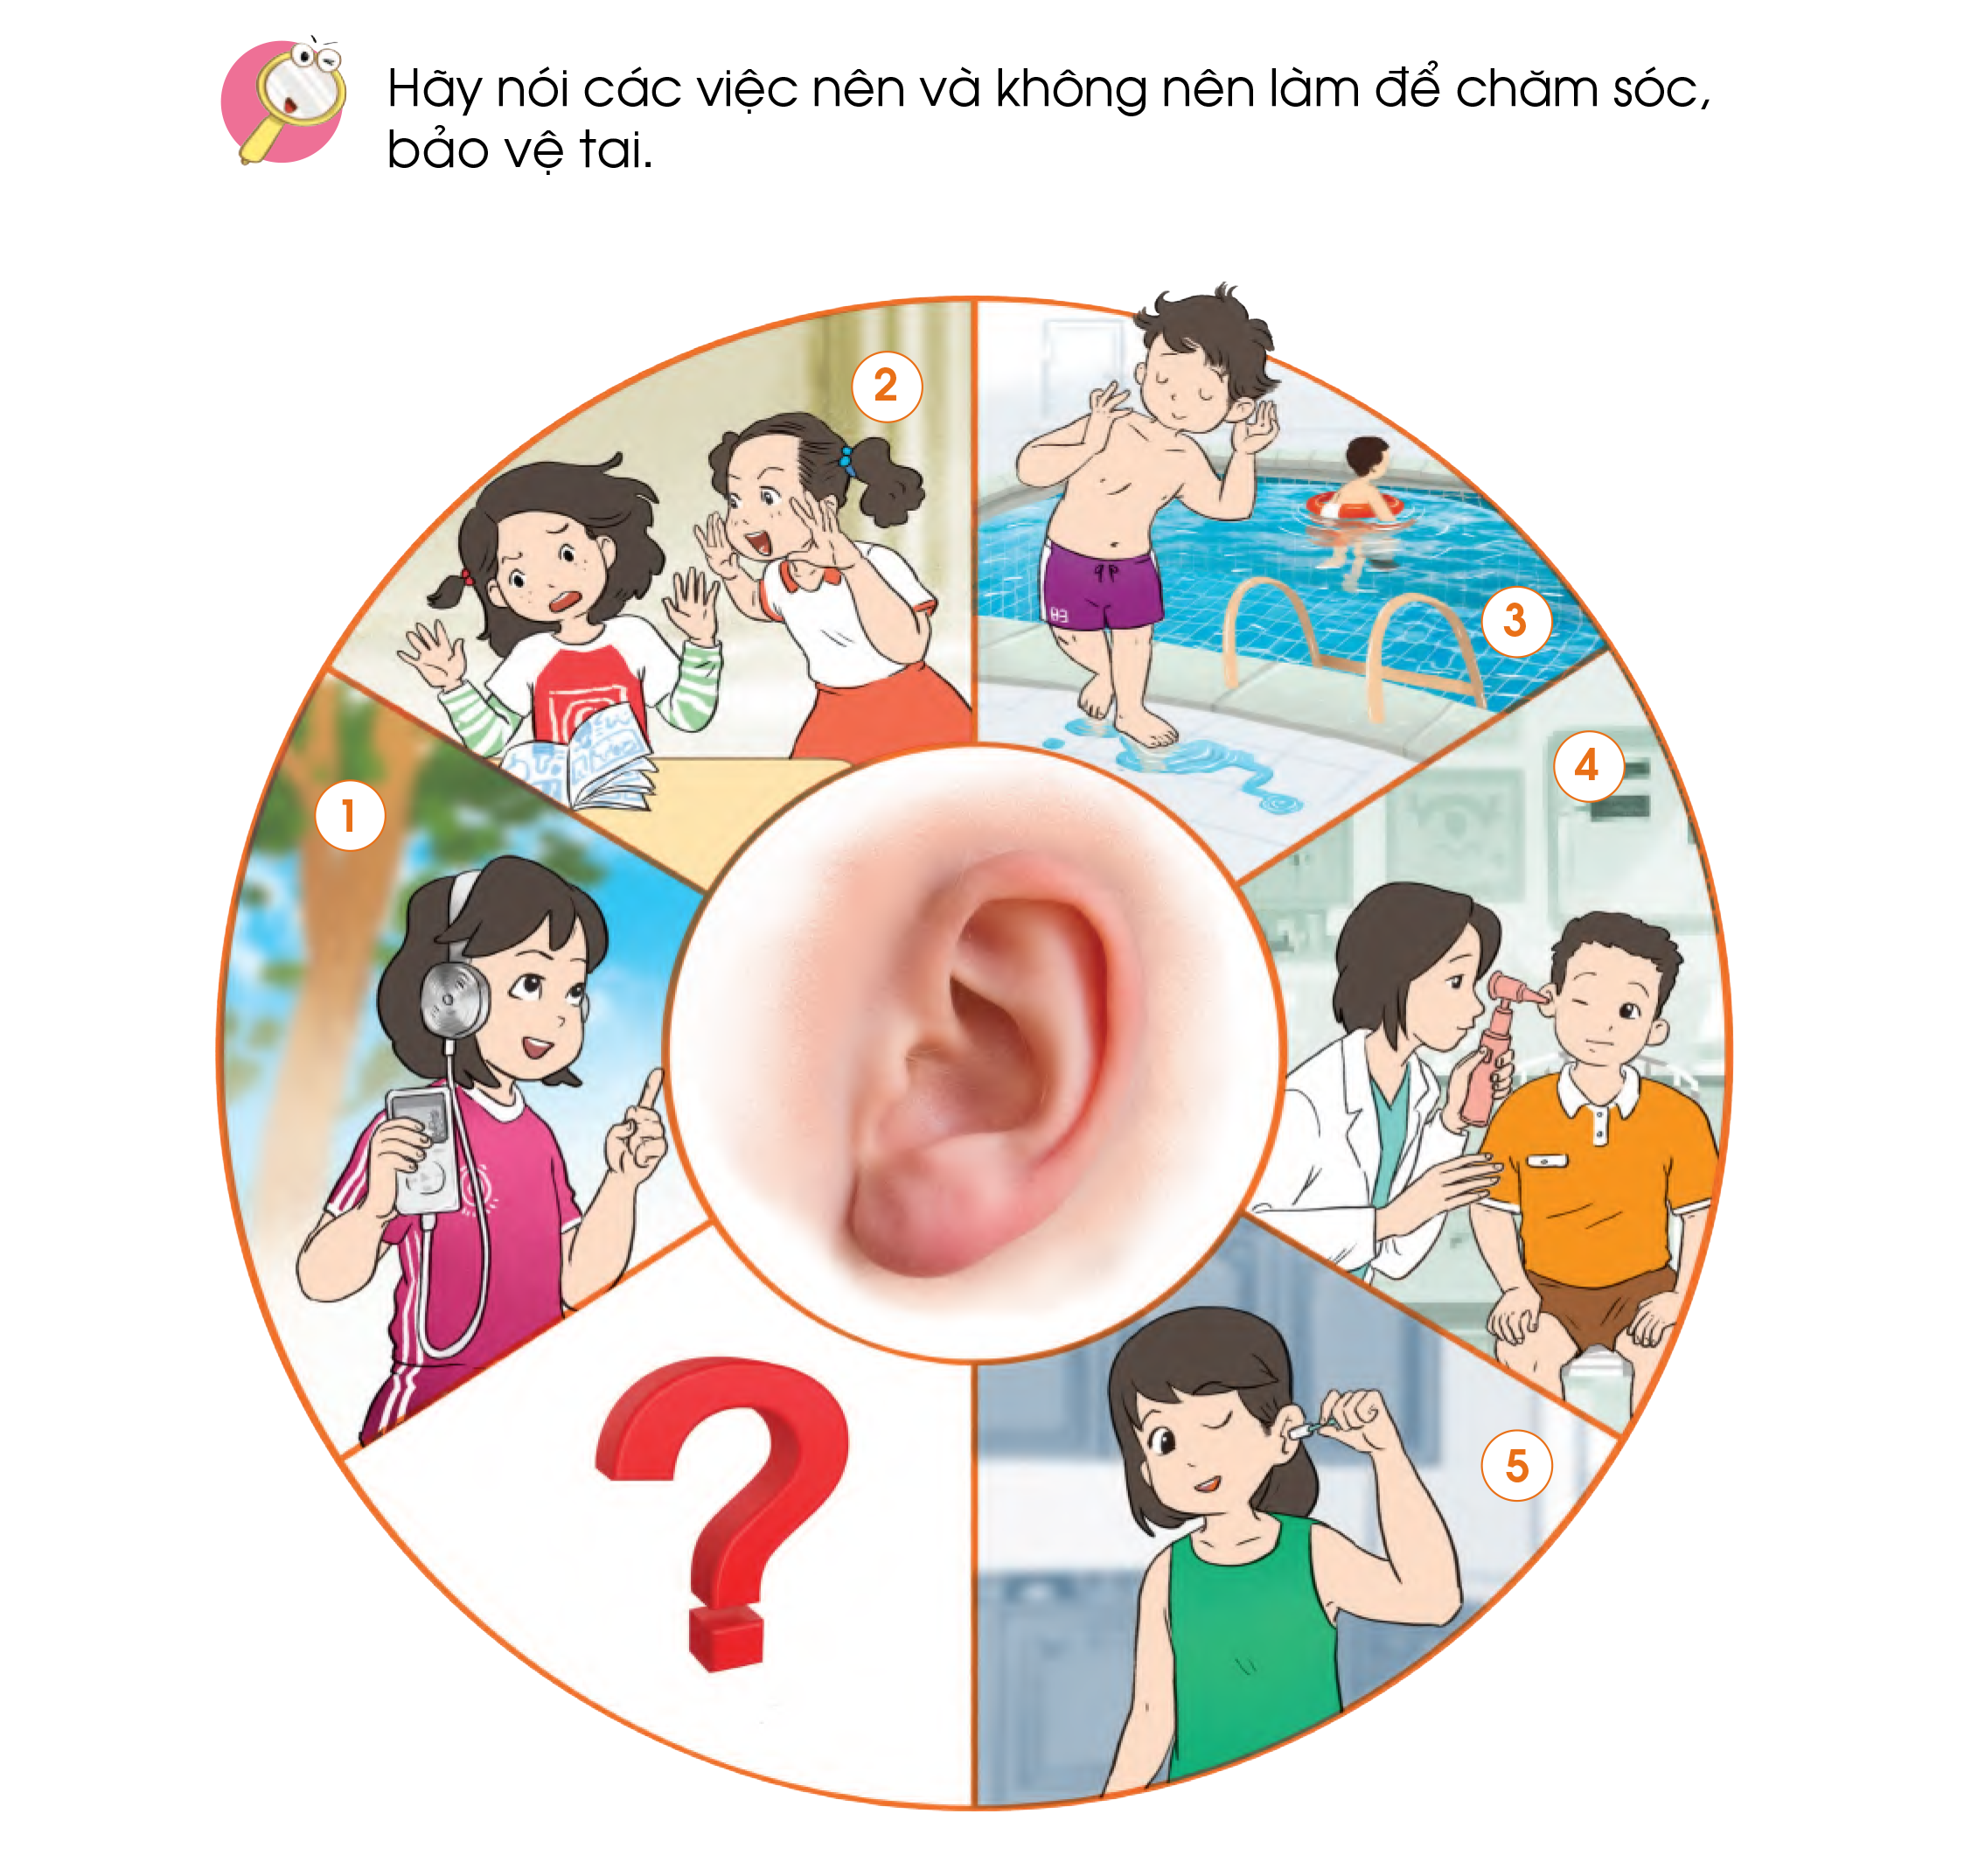 Hãy nói các việc nên và không nên làm để chăm sóc,
bảo vệ tai.
2
3
4
1
5